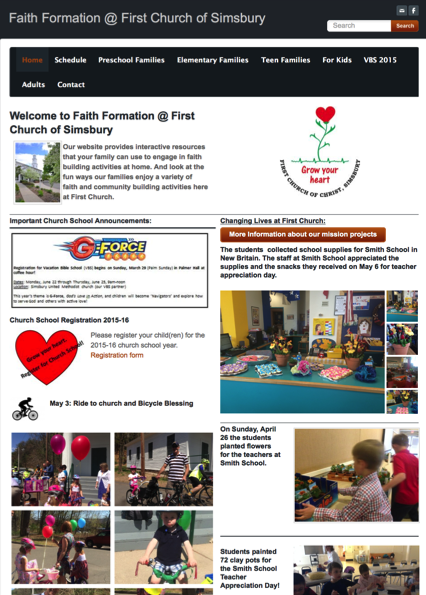 Faith Formation @ First Church of Simsbury
Search
Search
Home Schedule Preschool Families Elementary Families Teen Families For Kids VBS 2015
Adults Contact
Welcome to Faith Formation @ First
Church of Simsbury
Our website provides interactive resources
that your family can use to engage in faith
building activities at home. And look at the
fun ways our families enjoy a variety of
faith and community building activities here
at First Church.
Grow your
heart
FIRST CHURCH OF CHRIST, SIMSBURY
Important Church School Announcements:
G-FORCE
Registration for Vacation Bible School (VBS) begins on Sunday, March 29 (Palm Sunday) in Palmer Hall at
coffee hour!
Dates: Monday, June 22 through Thursday, June 25, 9am-noon
Location: Simsbury United Methodist Church (our VBS partner)
This year's theme is G-Force, God's Love in Action, and children will become 'Navigators' and explore how
to serve God and others with active love!
Church School Registration 2015-16
Grow your heart:
Register for Church School!
Please register your child(ren) for the
2015-16 church school year.
Registration form
May 3: Ride to church and Bicycle Blessing
Changing Lives at First Church:
More Information about our mission projects
The students collected school supplies for Smith School in
New Britain. The staff at Smith School appreciated the
supplies and the snacks they received on May 6 for teacher
appreciation day.
On Sunday, April
26 the students
planted flowers
for the teachers at
Smith School.
Students painted
72 clay pots for
the Smith School
Teacher
Appreciation Day!